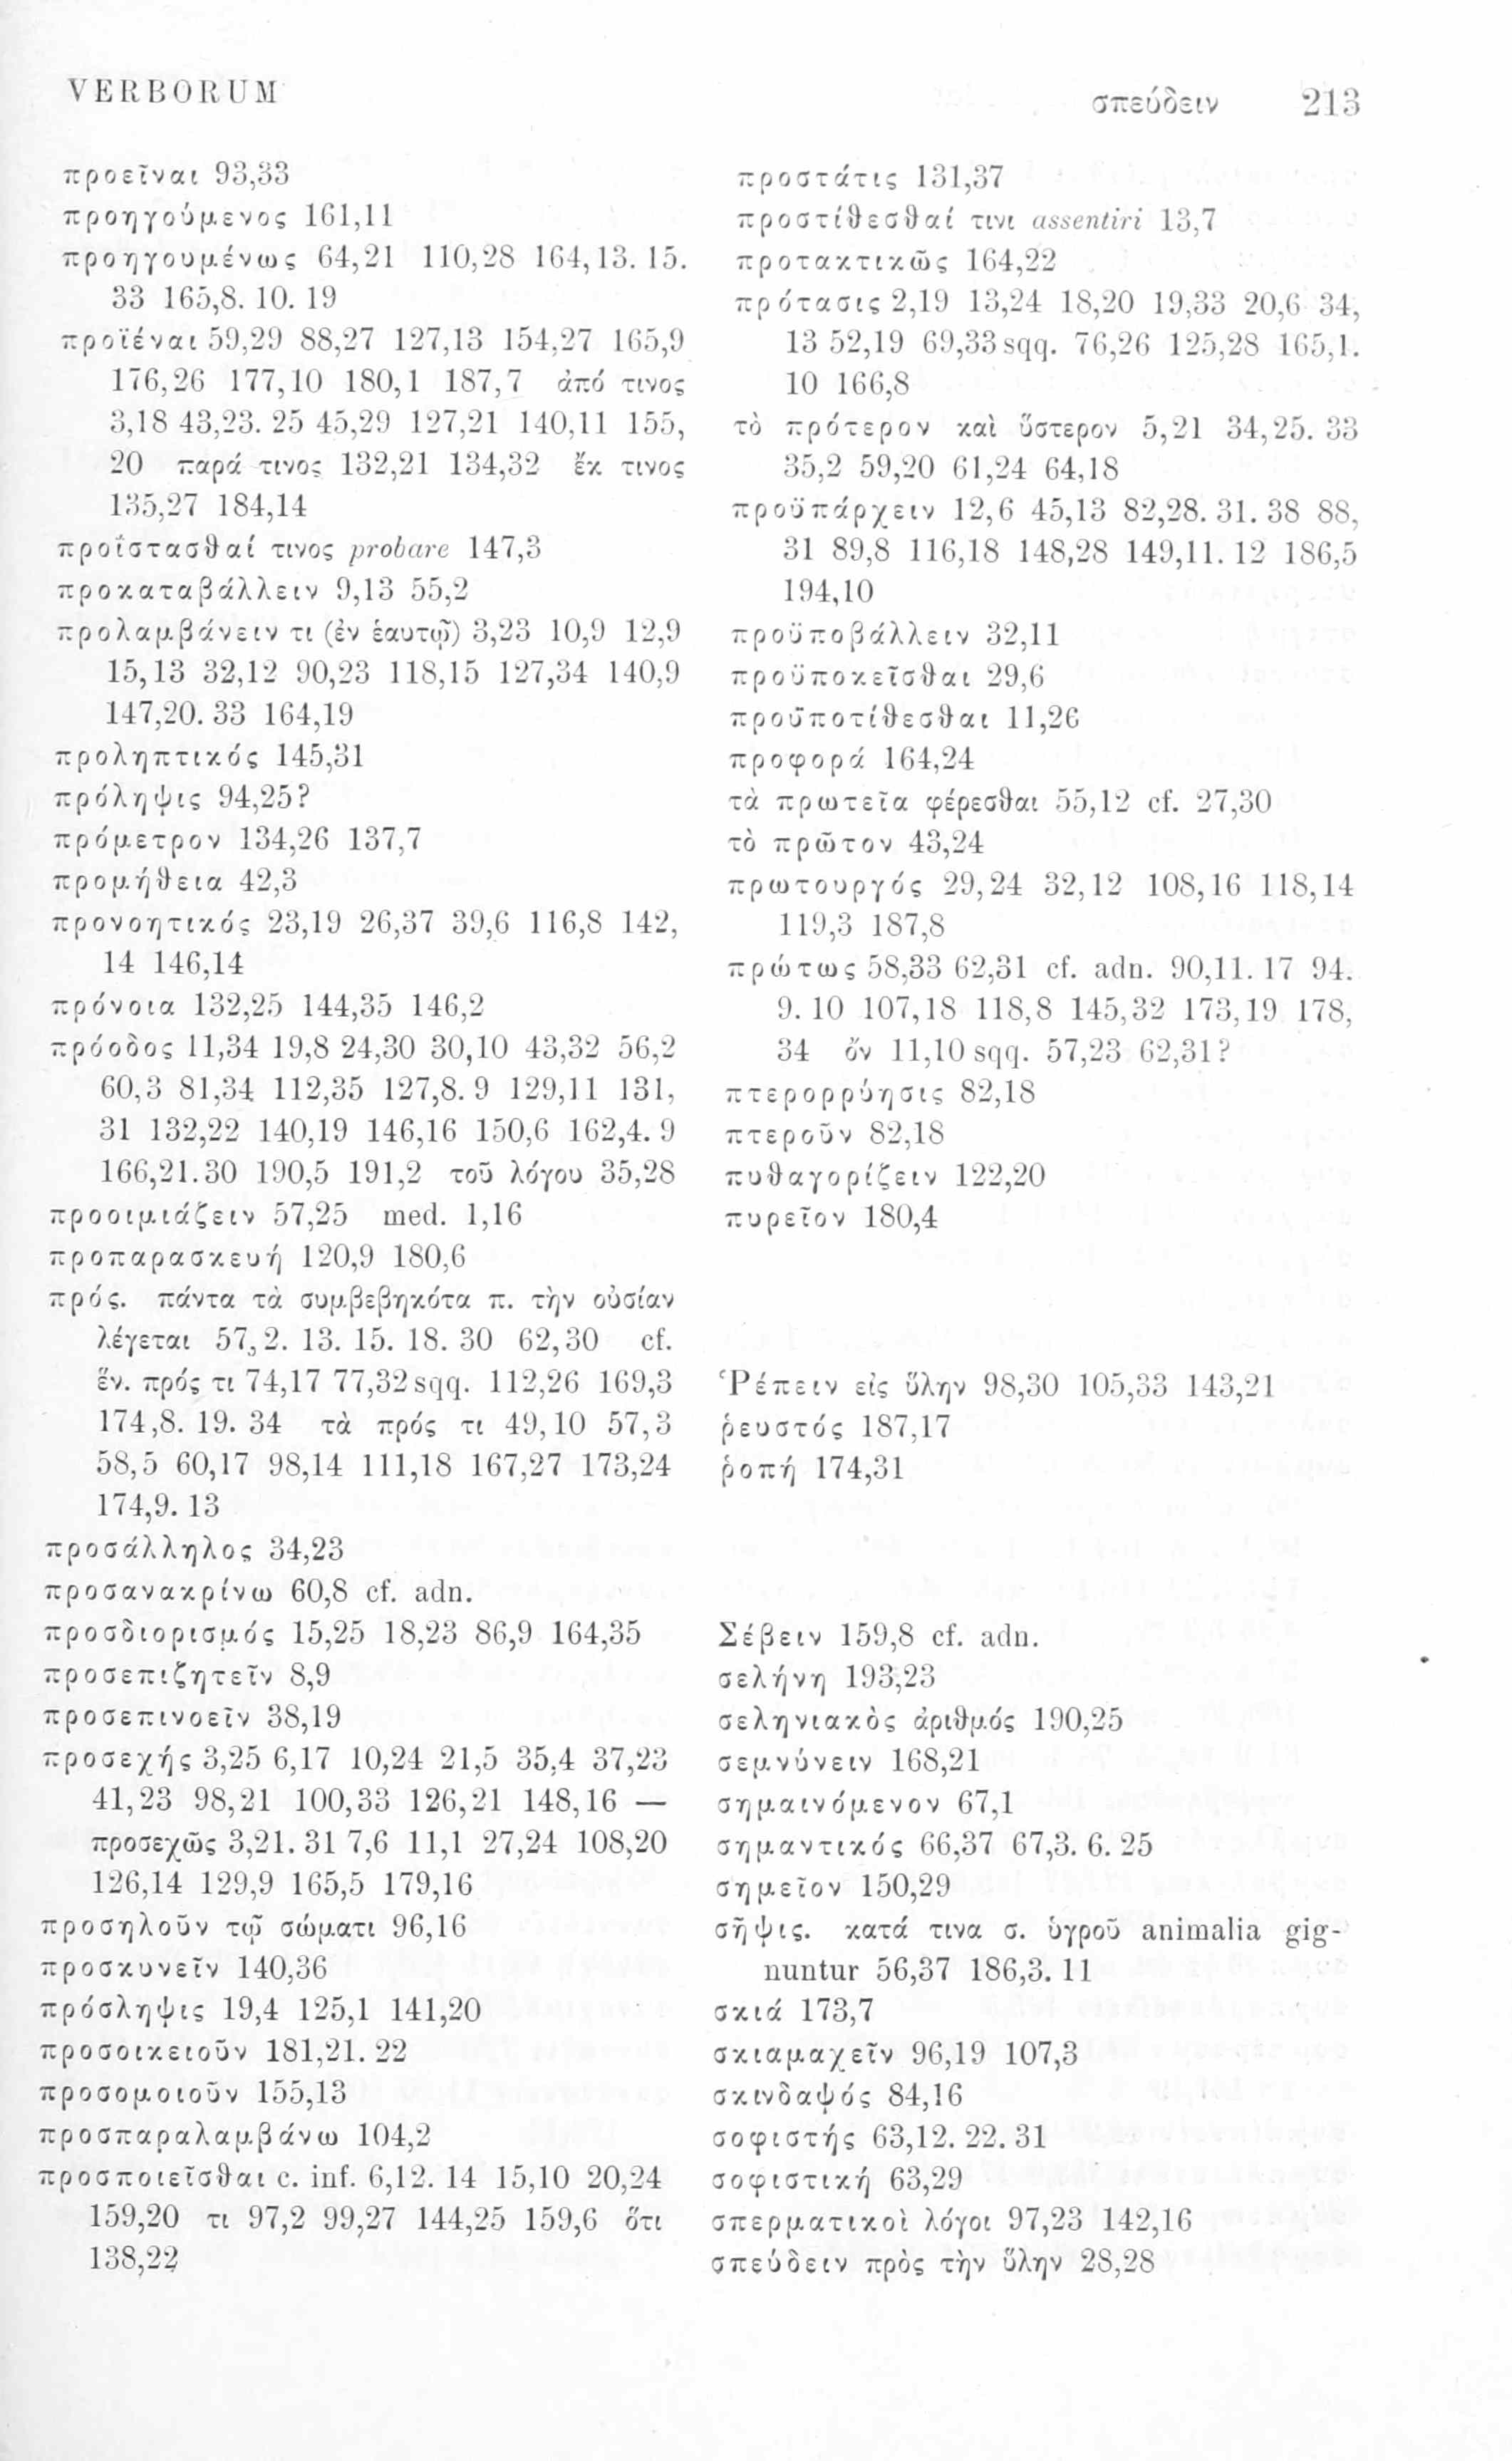 VERBORUM
σπεύδειν 213
προεῖναι 93,33
προηγούμενος 161,11
προηγουμένως 64,21 110,28 164,13. 15.
33 165,8. 10. 19
προϊέναι 59,29 88,27 127,13 154,27 165,9
176,26 177,10 180,1 187,7 ἀπό τινος
3,18 43,23. 25 45,29 127,21 140,11 155,
20 παρά τινος 132,21 134,32 ἔκ τινος
135,27 184,14
προΐστασθαί τινος probare 147,3
προκαταβάλλειν 9,13 55,2
προλαμβάνειν τι (ἐν ἑαυτῷ) 3,23 10,9 12,9
15,13 32,12 90,23 118,15 127,34 140,9
147,20. 33 164,19
προληπτικός 145,31
πρόληψις 94,25?
πρόμετρον 134,26 137,7
προμήθεια 42,3
προνοητικός 23,19 26,37 39,6 116,8 142,
14 146,14
πρόνοια 132,25 144,35 146,2
πρόοδος 11,34 19,8 24,30 30,10 43,32 56,2
60,3 81,34 112,35 127,8. 9 129,11 131,
31 132,22 140,19 146,16 150,6 162,4. 9
166,21. 30 190,5 191,2 τοῦ λόγου 35,28
προοιμιάζειν 57,25 med. 1,16
προπαρασκευή 120,9 180,6
πρός. πάντα τὰ συμβεβηκότα π. τὴν οὐσίαν
λέγεται 57,2. 13. 15. 18. 30 62,30 cf.
ἕν. πρός τι 74,17 77,32 sqq. 112,26 169,3
174,8. 19. 34 τὰ πρός τι 49,10 57,3
58,5 60,17 98,14 111,18 167,27 173,24
174,9. 13
προσάλληλος 34,23
προσανακρίνω 60,8 cf. adn.
προσδιορισμός 15,25 18,23 86,9 164,35
προσεπιζητεῖν 8,9
προσεπινοεῖν 38,19
προσεχής 3,25 6,17 10,24 21,5 35,4 37,23
41,23 98,21 100,33 126,21 148,16 —
προσεχῶς 3,21. 31 7,6 11,1 27,24 108,20
126,14 129,9 165,5 179,16
προσηλοῦν τῷ σώματι 96,16
προσκυνεῖν 140,36
πρόσληψις 19,4 125,1 141,20
προσοικειοῦν 181,21. 22
προσομοιοῦν 155,13
προσπαραλαμβάνω 104,2
προσποιεῖσθαι c. inf. 6,12. 14 15,10 20,24
159,20 τι 97,2 99,27 144,25 159,6 ὅτι
138,22
προστάτις 131,37
προστίθεσθαί τινι assentiri 13,7
προτακτικῶς 164,22
πρότασις 2,19 13,24 18,20 19,33 20,6 34,
13 52,19 69,33 sqq. 76,26 125,28 165,1.
10 166,8
τὸ πρότερον καὶ ὕστερον 5,21 34,25. 33
35,2 59,20 61,24 64,18
προϋπάρχειν 12,6 45,13 82,28. 31. 38 88,
31 89,8 116,18 148,28 149,11. 12 186,5
194,10
προϋποβάλλειν 32,11
προϋποκεῖσθαι 29,6
προϋποτίθεσθαι 11,26
προφορά 164,24
τὰ πρωτεῖα φέρεσθαι 55,12 cf. 27,30
τὸ πρῶτον 43,24
πρωτουργός 29,24 32,12 108,16 118,14
119,3 187,8
πρώτως 58,33 62,31 cf. adn. 90,11. 17 94.
9. 10 107,18 118,8 145,32 173,19 178,
34 ὄν 11,10 sqq. 57,23 62,31?
πτερορρύησις 82,18
πτεροῦν 82,18
πυθαγορίζειν 122,20
πυρεῖον 180,4
Ῥέπειν εἰς ὕλην 98,30 105,33 143,21
ῥευστός 187,17
ῥοπή 174,31
Σέβειν 159,8 cf. adn.
σελήνη 193,23
σεληνιακὸς ἀριθμός 190,25
σεμνύνειν 168,21
σημαινόμενον 67,1
σημαντικός 66,37 67,3. 6. 25
σημεῖον 150,29
σῆψις. κατά τινα σ. ὑγροῦ animalia gig-
nuntur 56,37 186,3. 11
σκιά 173,7
σκιαμαχεῖν 96,19 107,3
σκινδαψός 84,16
σοφιστής 63,12. 22. 31
σοφιστική 63,29
σπερματικοὶ λόγοι 97,23 142,16
σπεύδειν πρὸς τὴν ὕλην 28,28